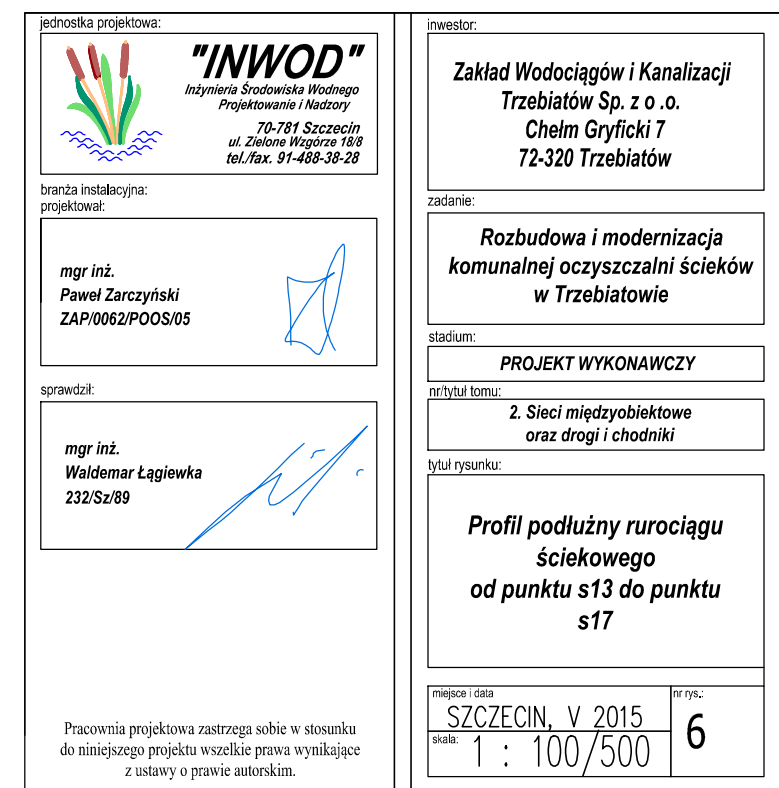 jednostka projektowa:
"INWOD"
Inżynieria Środowiska Wodnego
Projektowanie i Nadzory
70-781 Szczecin
ul. Zielone Wzgórze 18/8
tel./fax. 91-488-38-28
branża instalacyjna:
projektował:
mgr inż.
Paweł Zarczyński
ZAP/0062/POOS/05
sprawdził:
mgr inż.
Waldemar Łągiewka
232/Sz/89
Pracownia projektowa zastrzega sobie w stosunku
do niniejszego projektu wszelkie prawa wynikające
z ustawy o prawie autorskim.
inwestor:
Zakład Wodociągów i Kanalizacji
Trzebiatów Sp. z o .o.
Chełm Gryficki 7
72-320 Trzebiatów
zadanie:
Rozbudowa i modernizacja
komunalnej oczyszczalni ścieków
w Trzebiatowie
stadium:
PROJEKT WYKONAWCZY
nr/tytuł tomu:
2. Sieci międzyobiektowe
oraz drogi i chodniki
tytuł rysunku:
Profil podłużny rurociągu
ściekowego
od punktu s13 do punktu
s17
miejsce i data
SZCZECIN, V 2015
skala: 1 : 100/500
nr rys.:
6